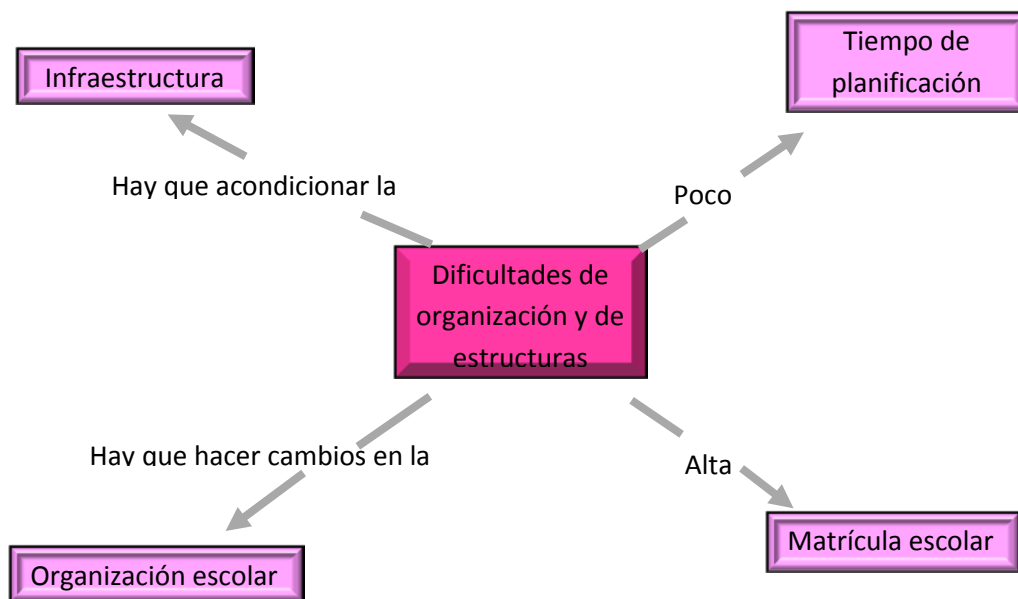 Tiempo de
planificación
Infraestructura
Hay que acondicionar la
Poco
Dificultades de
organización y de
estructuras
Hay que hacer cambios en la
Alta
Matrícula escolar
Organización escolar